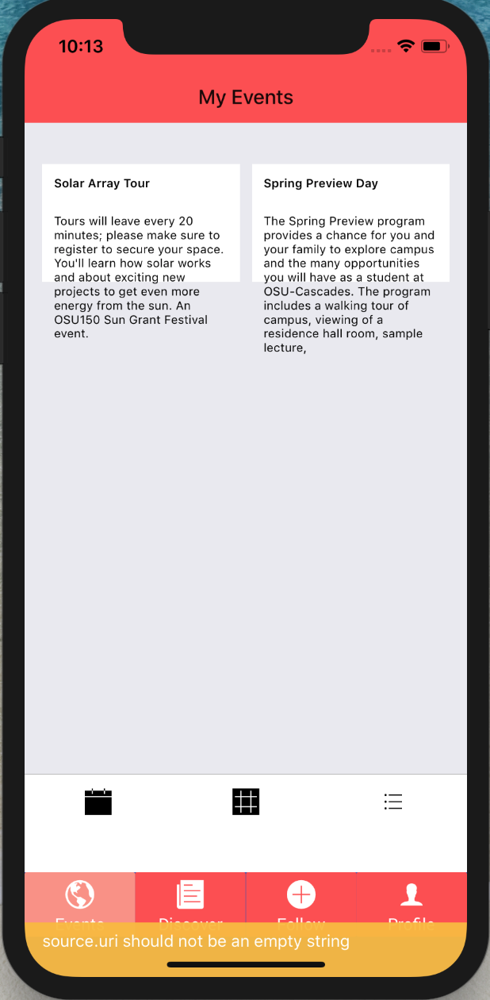 10:13
My Events
Solar Array Tour
Tours will leave every 20
minutes; please make sure to
register to secure your space.
You'll learn how solar works
and about exciting new
projects to get even more
energy from the sun. An
OSU150 Sun Grant Festival
event.
Spring Preview Day
The Spring Preview program
provides a chance for you and
your family to explore campus
and the many opportunities
you will have as a student at
OSU-Cascades. The program
includes a walking tour of
campus, viewing of a
residence hall room, sample
lecture,
Events Discover Follow Profile
source.uri should not be an empty string